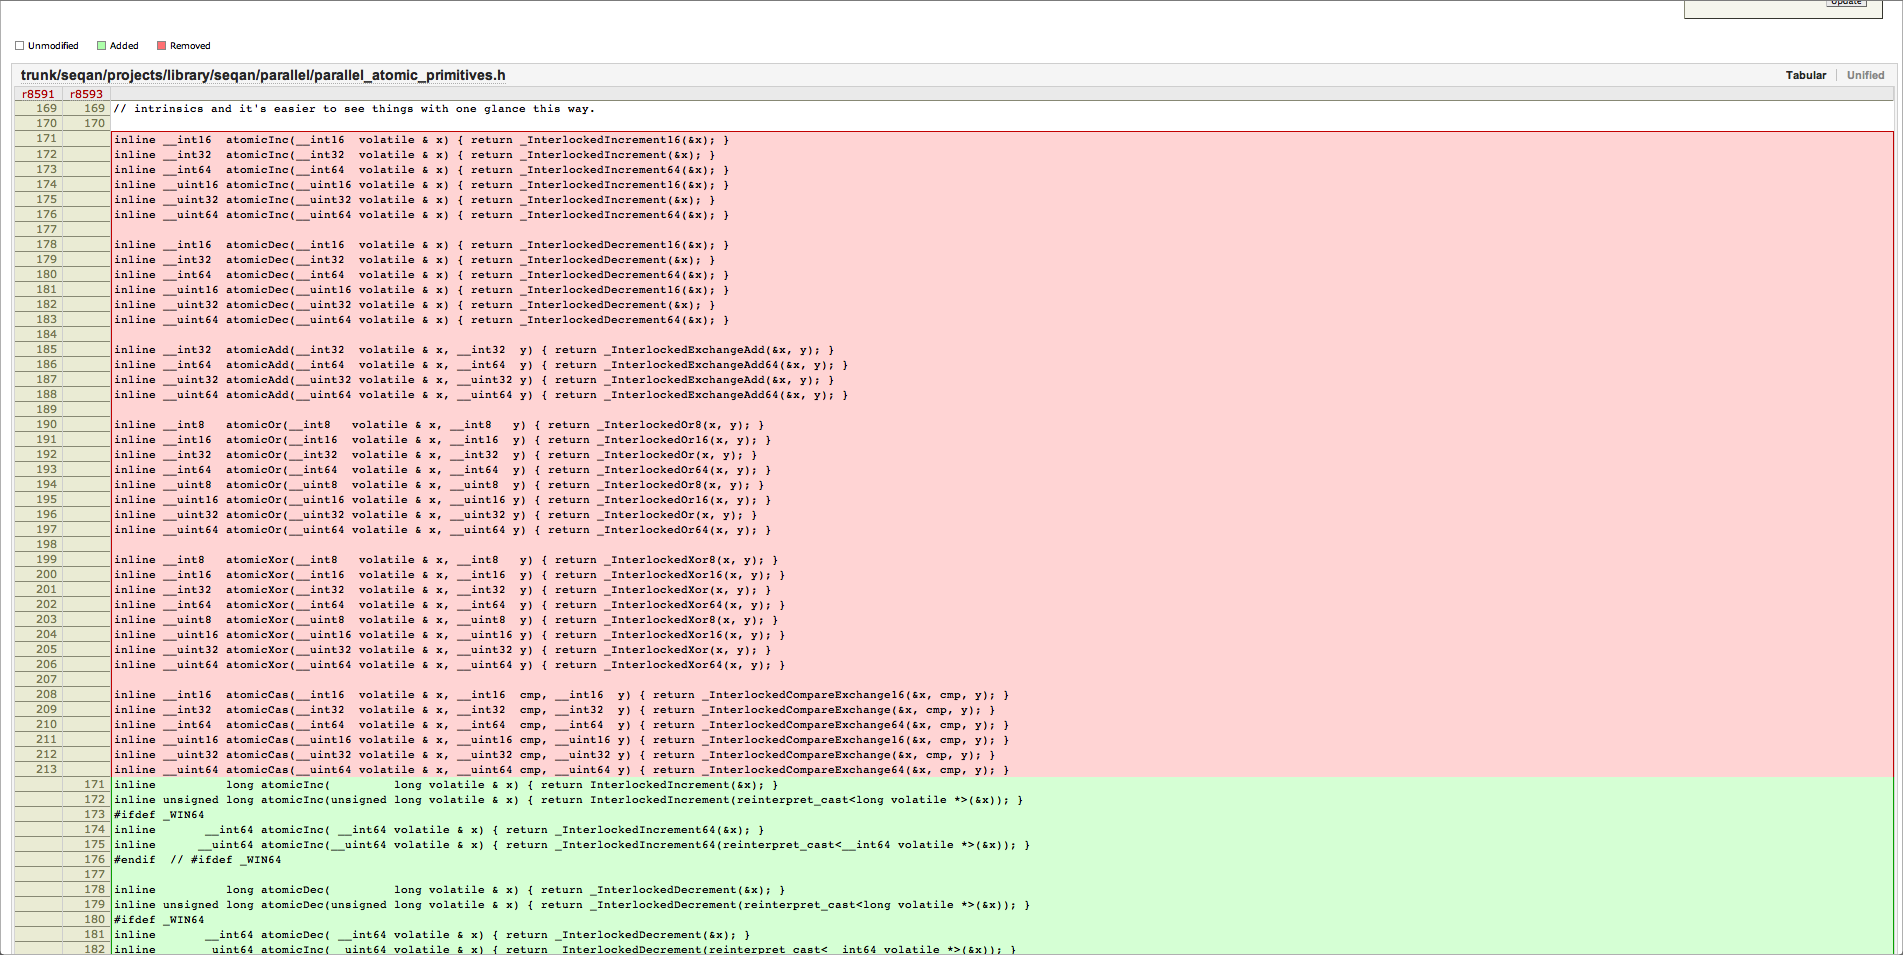 Update
Unmodified Added Removed
trunk/seqan/projects/library/seqan/parallel/parallel_atomic_primitives.h Tabular Unified
r8591 r8593
169 169 // intrinsics and it's easier to see things with one glance this way.
170 170
171 inline __int16  atomicInc(__int16  volatile & x) { return _InterlockedIncrement16(&x); }
172 inline __int32  atomicInc(__int32  volatile & x) { return _InterlockedIncrement(&x); }
173 inline __int64  atomicInc(__int64  volatile & x) { return _InterlockedIncrement64(&x); }
174 inline __uint16 atomicInc(__uint16 volatile & x) { return _InterlockedIncrement16(&x); }
175 inline __uint32 atomicInc(__uint32 volatile & x) { return _InterlockedIncrement(&x); }
176 inline __uint64 atomicInc(__uint64 volatile & x) { return _InterlockedIncrement64(&x); }
177
178 inline __int16  atomicDec(__int16  volatile & x) { return _InterlockedDecrement16(&x); }
179 inline __int32  atomicDec(__int32  volatile & x) { return _InterlockedDecrement(&x); }
180 inline __int64  atomicDec(__int64  volatile & x) { return _InterlockedDecrement64(&x); }
181 inline __uint16 atomicDec(__uint16 volatile & x) { return _InterlockedDecrement16(&x); }
182 inline __uint32 atomicDec(__uint32 volatile & x) { return _InterlockedDecrement(&x); }
183 inline __uint64 atomicDec(__uint64 volatile & x) { return _InterlockedDecrement64(&x); }
184
185 inline __int32  atomicAdd(__int32  volatile & x, __int32  y) { return _InterlockedExchangeAdd(&x, y); }
186 inline __int64  atomicAdd(__int64  volatile & x, __int64  y) { return _InterlockedExchangeAdd64(&x, y); }
187 inline __uint32 atomicAdd(__uint32 volatile & x, __uint32 y) { return _InterlockedExchangeAdd(&x, y); }
188 inline __uint64 atomicAdd(__uint64 volatile & x, __uint64 y) { return _InterlockedExchangeAdd64(&x, y); }
189
190 inline __int8   atomicOr(__int8   volatile & x, __int8   y) { return _InterlockedOr8(x, y); }
191 inline __int16  atomicOr(__int16  volatile & x, __int16  y) { return _InterlockedOr16(x, y); }
192 inline __int32  atomicOr(__int32  volatile & x, __int32  y) { return _InterlockedOr(x, y); }
193 inline __int64  atomicOr(__int64  volatile & x, __int64  y) { return _InterlockedOr64(x, y); }
194 inline __uint8  atomicOr(__uint8  volatile & x, __uint8  y) { return _InterlockedOr8(x, y); }
195 inline __uint16 atomicOr(__uint16 volatile & x, __uint16 y) { return _InterlockedOr16(x, y); }
196 inline __uint32 atomicOr(__uint32 volatile & x, __uint32 y) { return _InterlockedOr(x, y); }
197 inline __uint64 atomicOr(__uint64 volatile & x, __uint64 y) { return _InterlockedOr64(x, y); }
198
199 inline __int8   atomicXor(__int8   volatile & x, __int8   y) { return _InterlockedXor8(x, y); }
200 inline __int16  atomicXor(__int16  volatile & x, __int16  y) { return _InterlockedXor16(x, y); }
201 inline __int32  atomicXor(__int32  volatile & x, __int32  y) { return _InterlockedXor(x, y); }
202 inline __int64  atomicXor(__int64  volatile & x, __int64  y) { return _InterlockedXor64(x, y); }
203 inline __uint8  atomicXor(__uint8  volatile & x, __uint8  y) { return _InterlockedXor8(x, y); }
204 inline __uint16 atomicXor(__uint16 volatile & x, __uint16 y) { return _InterlockedXor16(x, y); }
205 inline __uint32 atomicXor(__uint32 volatile & x, __uint32 y) { return _InterlockedXor(x, y); }
206 inline __uint64 atomicXor(__uint64 volatile & x, __uint64 y) { return _InterlockedXor64(x, y); }
207
208 inline __int16  atomicCas(__int16  volatile & x, __int16  cmp, __int16  y) { return _InterlockedCompareExchange16(&x, cmp, y); }
209 inline __int32  atomicCas(__int32  volatile & x, __int32  cmp, __int32  y) { return _InterlockedCompareExchange(&x, cmp, y); }
210 inline __int64  atomicCas(__int64  volatile & x, __int64  cmp, __int64  y) { return _InterlockedCompareExchange64(&x, cmp, y); }
211 inline __uint16 atomicCas(__uint16 volatile & x, __uint16 cmp, __uint16 y) { return _InterlockedCompareExchange16(&x, cmp, y); }
212 inline __uint32 atomicCas(__uint32 volatile & x, __uint32 cmp, __uint32 y) { return _InterlockedCompareExchange(&x, cmp, y); }
213 inline __uint64 atomicCas(__uint64 volatile & x, __uint64 cmp, __uint64 y) { return _InterlockedCompareExchange64(&x, cmp, y); }
171 inline          long atomicInc(         long volatile & x) { return InterlockedIncrement(&x); }
172 inline unsigned long atomicInc(unsigned long volatile & x) { return InterlockedIncrement(reinterpret_cast<long volatile *>(&x)); }
173 #ifdef _WIN64
174 inline       __int64 atomicInc( __int64 volatile & x) { return _InterlockedIncrement64(&x); }
175 inline      __uint64 atomicInc(__uint64 volatile & x) { return _InterlockedIncrement64(reinterpret_cast<__int64 volatile *>(&x)); }
176 #endif  // #ifdef _WIN64
177
178 inline          long atomicDec(         long volatile & x) { return _InterlockedDecrement(&x); }
179 inline unsigned long atomicDec(unsigned long volatile & x) { return _InterlockedDecrement(reinterpret_cast<long volatile *>(&x)); }
180 #ifdef _WIN64
181 inline       __int64 atomicDec( __int64 volatile & x) { return _InterlockedDecrement(&x); }
182 inline      __uint64 atomicInc(__uint64 volatile & x) { return _InterlockedDecrement(reinterpret_cast<__int64 volatile *>(&x)); }